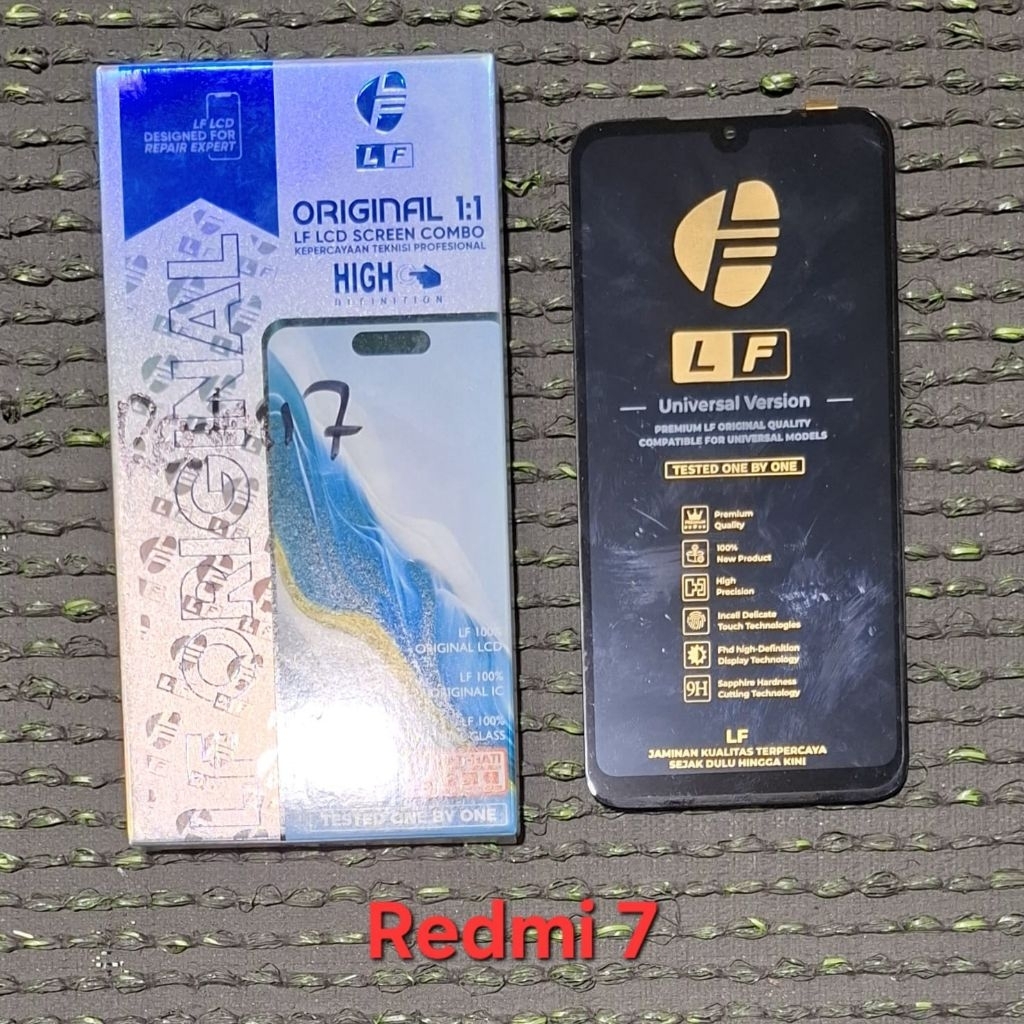 LF LCD
DESIGNED FOR
REPAIR EXPERT
LF
ORIGINAL 1:1
LF LCD SCREEN COMBO
KEPERCAYAAN TEKNISI PROFESIONAL
HIGH
DEFINITION
LF ORIGINAL
17
LF 100%
ORIGINAL LCD
LF 100%
ORIGINAL IC
LF 100%
GLASS
TESTED ONE BY ONE
LF
Universal Version
PREMIUM LF ORIGINAL QUALITY
COMPATIBLE FOR UNIVERSAL MODELS
TESTED ONE BY ONE
Premium
Quality
100%
New Product
High
Precision
Incell Delicate
Touch Technologies
Fhd high-Definition
Display Technology
9H
Sapphire Hardness
Cutting Technology
LF
JAMINAN KUALITAS TERPERCAYA
SEJAK DULU HINGGA KINI
Redmi 7